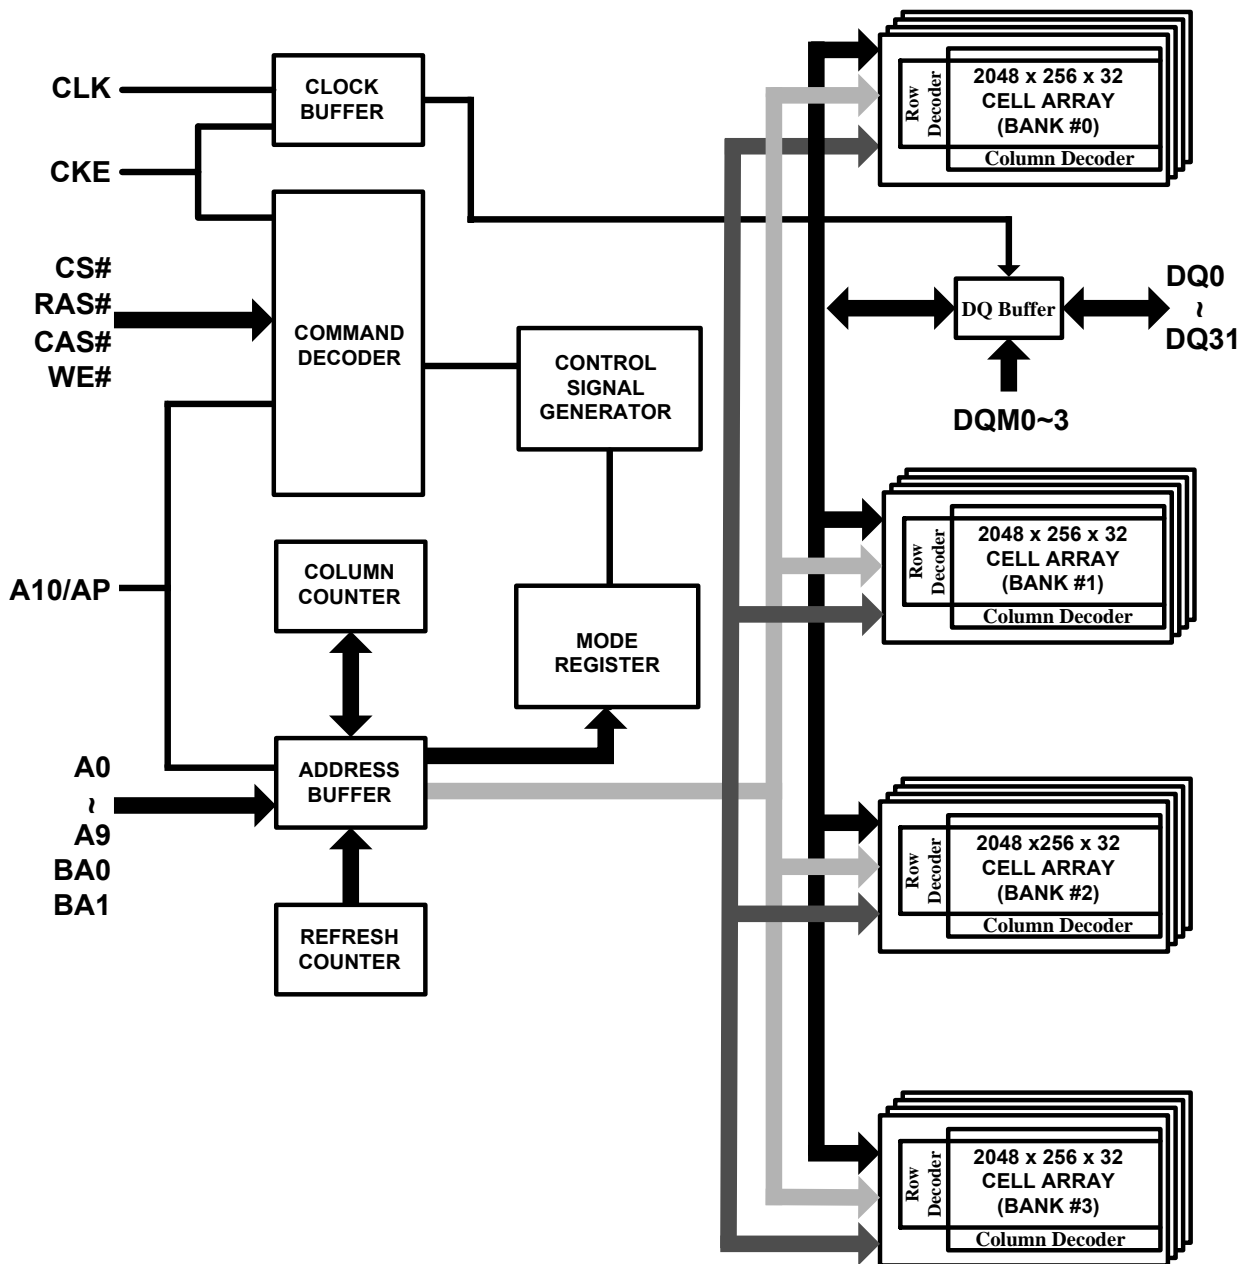 CLK
CKE
CS#
RAS#
CAS#
WE#
A10/AP
A0
~
A9
BA0
BA1
CLOCK
BUFFER
COMMAND
DECODER
COLUMN
COUNTER
ADDRESS
BUFFER
REFRESH
COUNTER
CONTROL
SIGNAL
GENERATOR
MODE
REGISTER
Row
Decoder
2048 x 256 x 32
CELL ARRAY
(BANK #0)
Column Decoder
DQ Buffer
DQ0
~
DQ31
DQM0~3
Row
Decoder
2048 x 256 x 32
CELL ARRAY
(BANK #1)
Column Decoder
Row
Decoder
2048 x256 x 32
CELL ARRAY
(BANK #2)
Column Decoder
Row
Decoder
2048 x 256 x 32
CELL ARRAY
(BANK #3)
Column Decoder